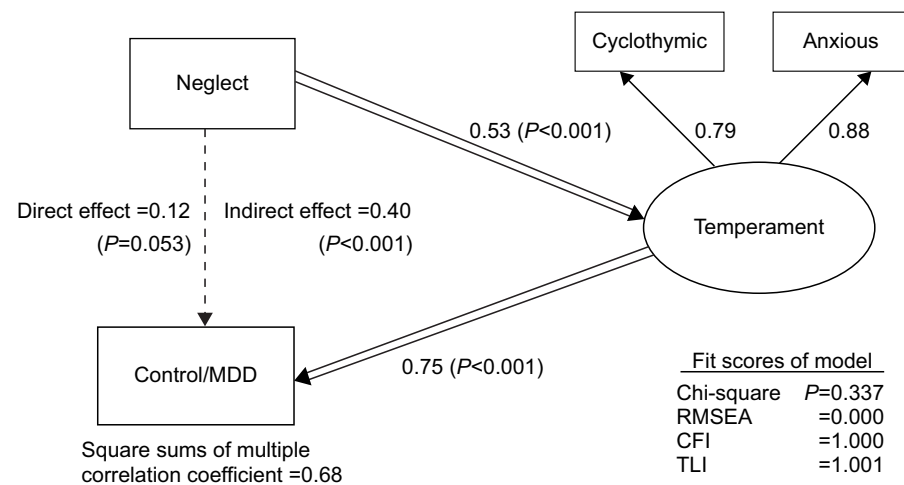 Cyclothymic
Anxious
Neglect
0.53 (P<0.001)
0.79
0.88
Direct effect =0.12
(P=0.053)
Indirect effect =0.40
(P<0.001)
Temperament
Control/MDD
0.75 (P<0.001)
Square sums of multiple
correlation coefficient =0.68
Fit scores of model
Chi-square P=0.337
RMSEA =0.000
CFI =1.000
TLI =1.001